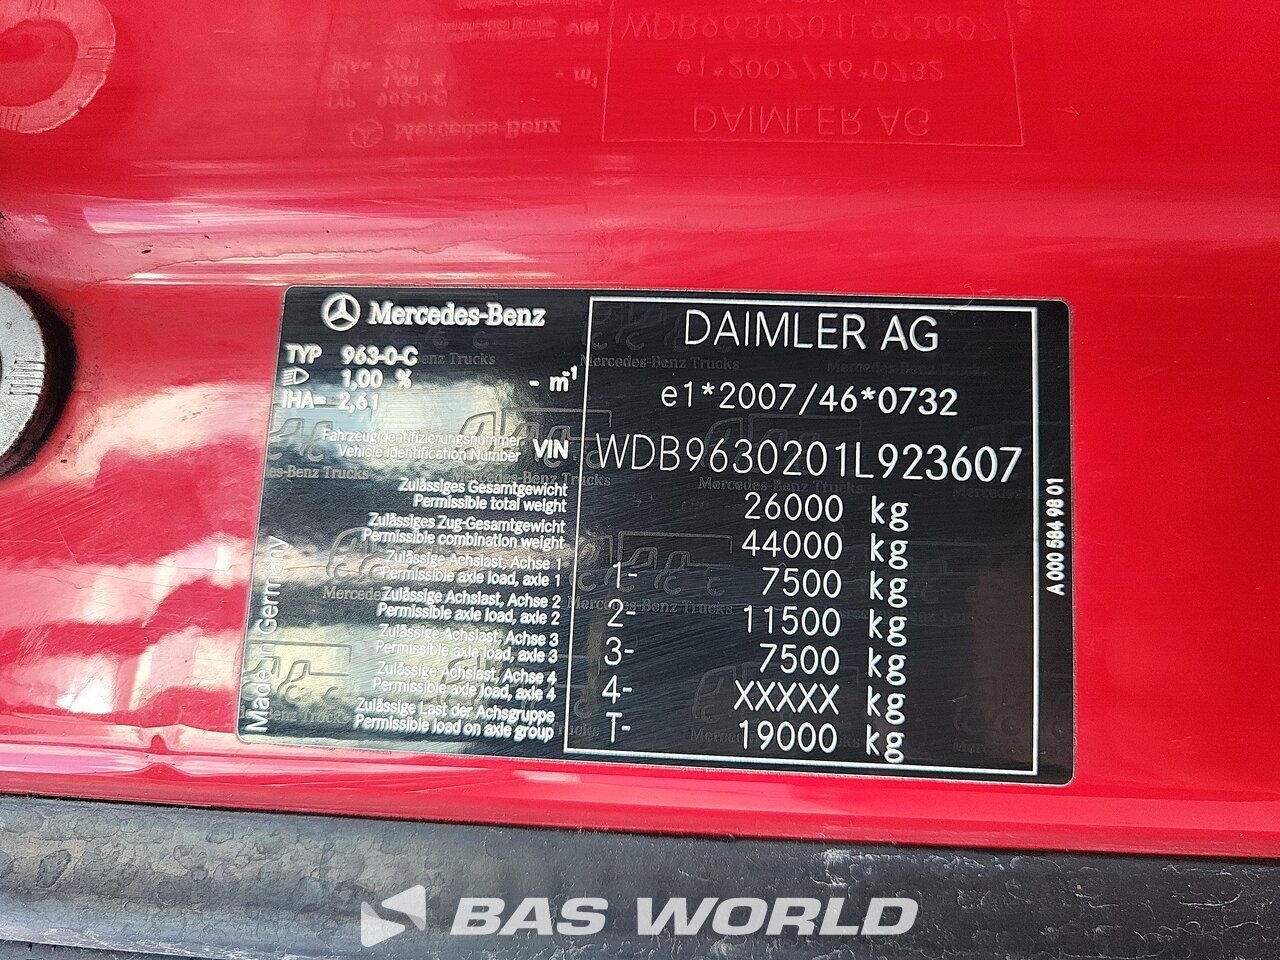 Mercedes-Benz
TYP 963-0-C
1,00 % - m⁻¹
IHA= 2,61
DAIMLER AG
e1*2007/46*0732
Fahrzeugidentifizierungsnummer
Vehicle Identification Number
VIN WDB9630201L923607
Zulässiges Gesamtgewicht
Permissible total weight
26000 kg
Zulässiges Zug-Gesamtgewicht
Permissible combination weight
44000 kg
Zulässige Achslast, Achse 1
Permissible axle load, axle 1
1- 7500 kg
Zulässige Achslast, Achse 2
Permissible axle load, axle 2
2- 11500 kg
Zulässige Achslast, Achse 3
Permissible axle load, axle 3
3- 7500 kg
Zulässige Achslast, Achse 4
Permissible axle load, axle 4
4- XXXXX kg
Zulässige Last der Achsgruppe
Permissible load on axle group
T- 19000 kg
Made in Germany
A 000 584 98 01
BAS WORLD